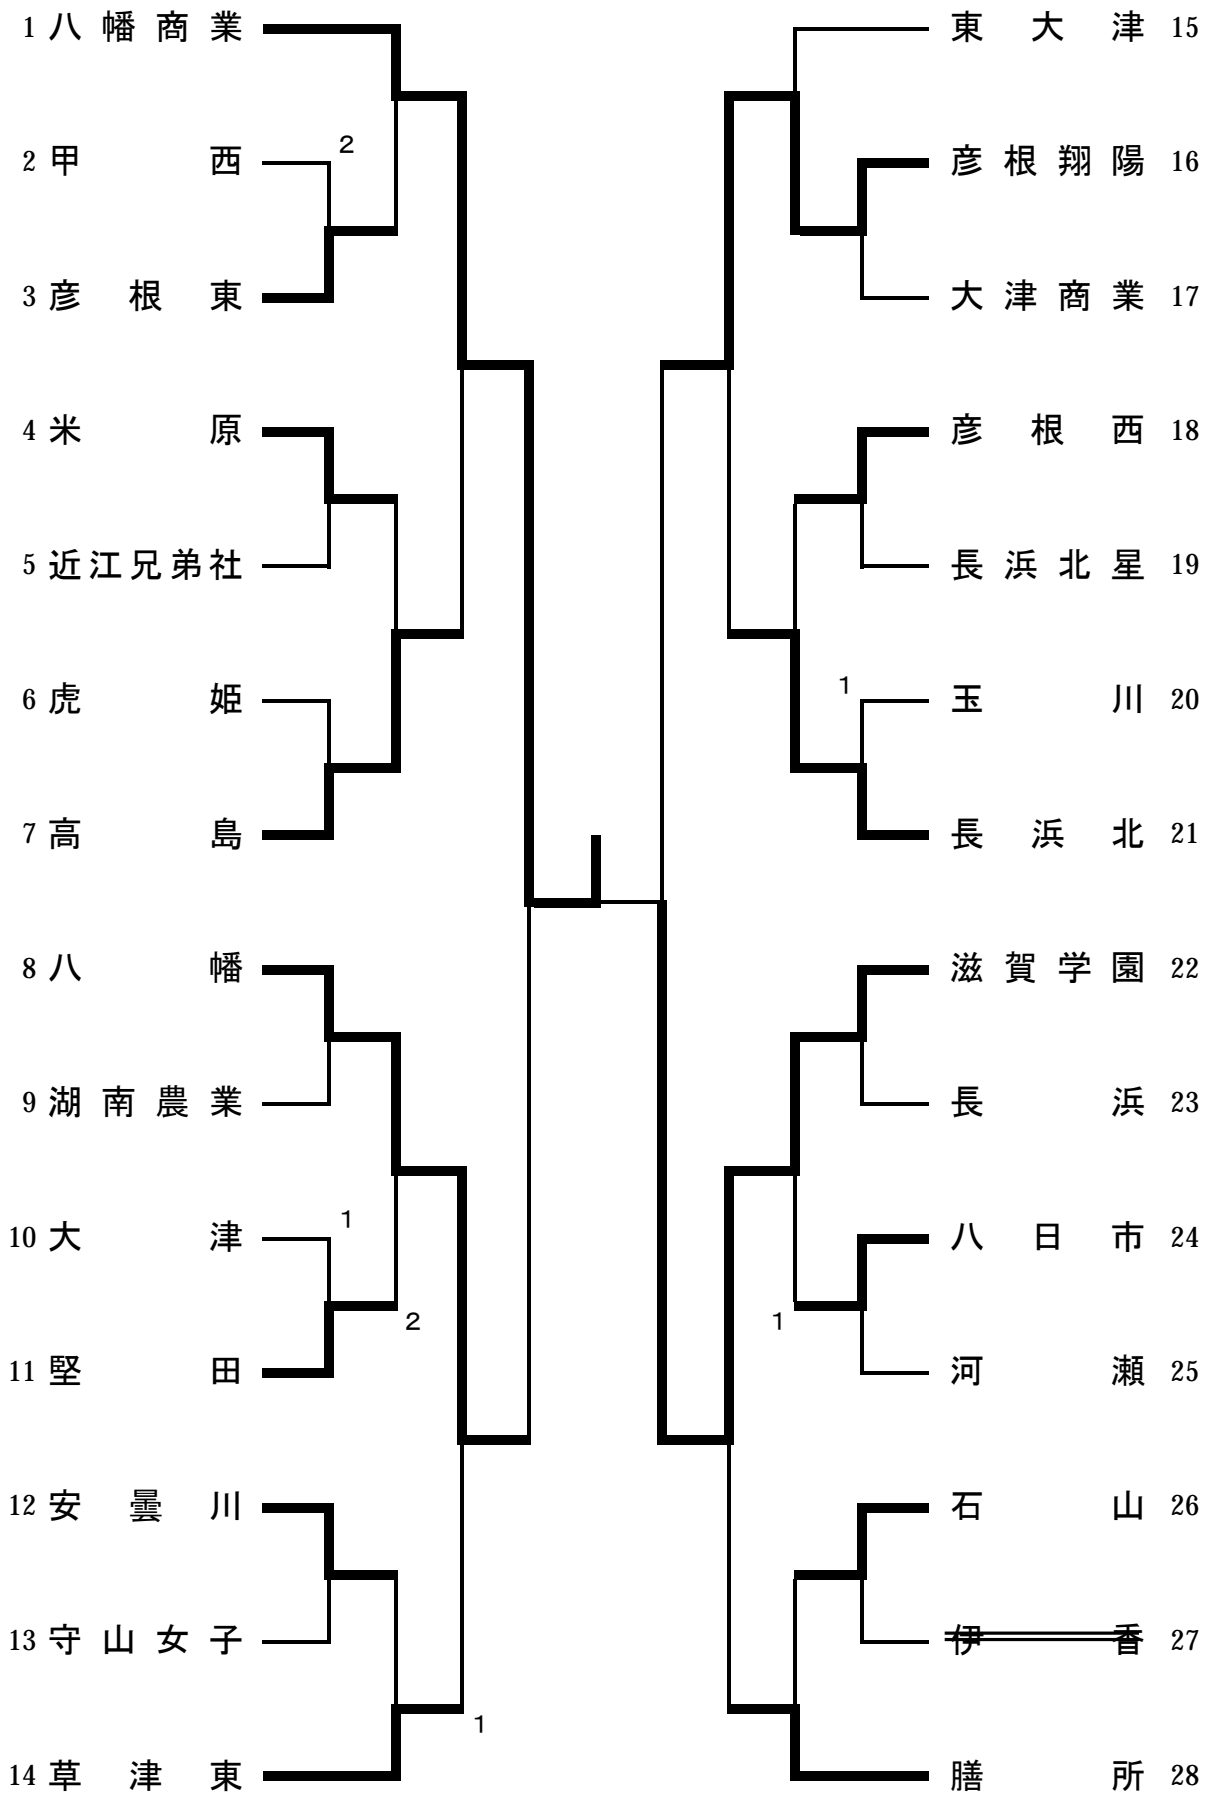 1 八幡商業
2 甲西
2
3 彦根東
4 米原
5 近江兄弟社
6 虎姫
7 高島
8 八幡
9 湖南農業
10 大津
1
2
11 堅田
12 安曇川
13 守山女子
1
14 草津東
東大津 15
彦根翔陽 16
大津商業 17
彦根西 18
長浜北星 19
1
玉川 20
長浜北 21
滋賀学園 22
長浜 23
八日市 24
1
河瀬 25
石山 26
伊香 27
膳所 28